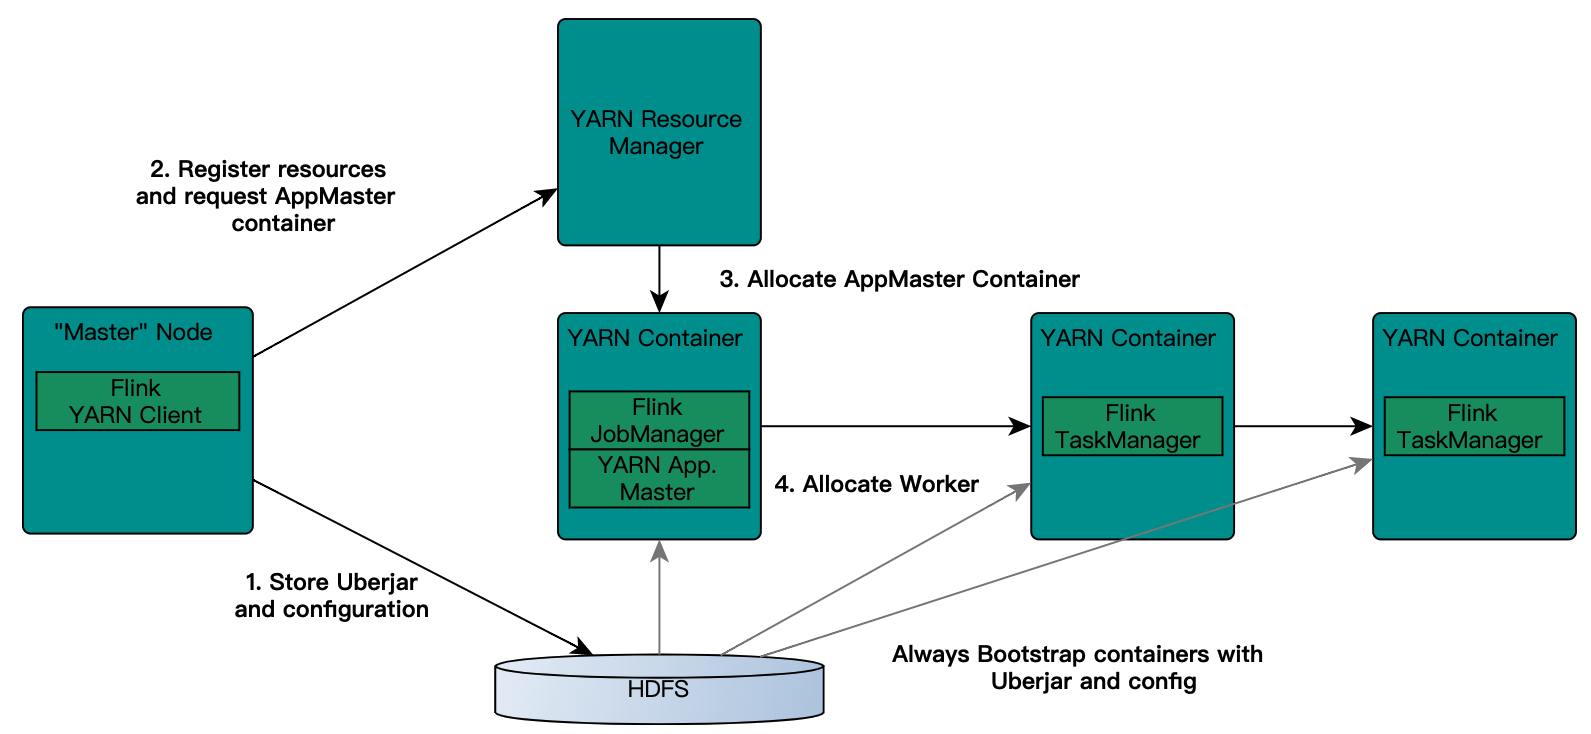 YARN Resource
Manager
2. Register resources
and request AppMaster
container
3. Allocate AppMaster Container
"Master" Node
Flink
YARN Client
YARN Container
Flink
JobManager
YARN App.
Master
YARN Container
Flink
TaskManager
YARN Container
Flink
TaskManager
4. Allocate Worker
1. Store Uberjar
and configuration
Always Bootstrap containers with
Uberjar and config
HDFS